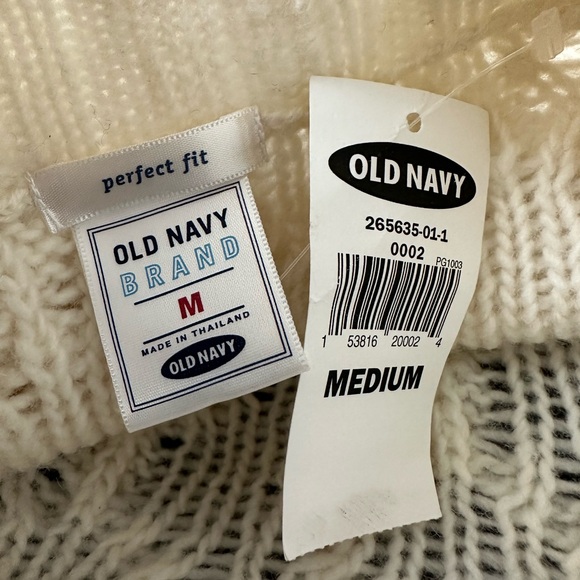 perfect fit
OLD NAVY
BRAND
M
MADE IN THAILAND
OLD NAVY
OLD NAVY
265635-01-1
0002
PG1003
1 53816 20002 4
MEDIUM